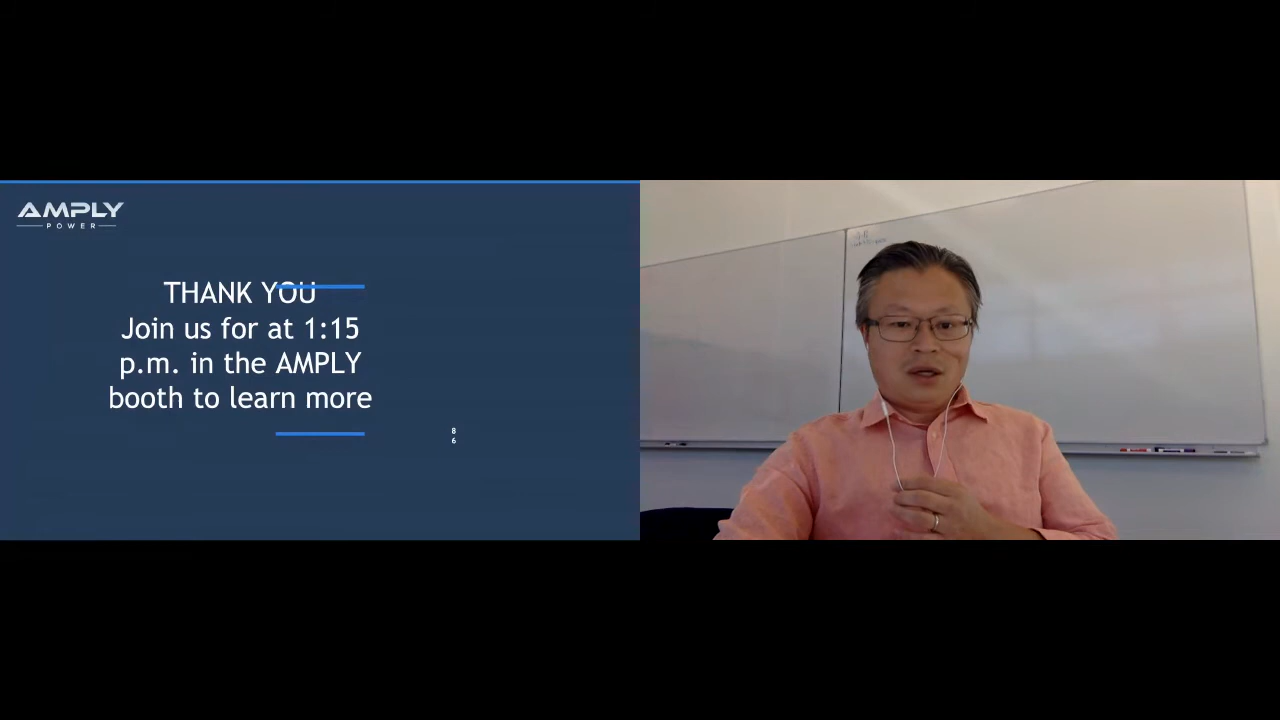 AMPLY
POWER
THANK YOU
Join us for at 1:15
p.m. in the AMPLY
booth to learn more
8
6